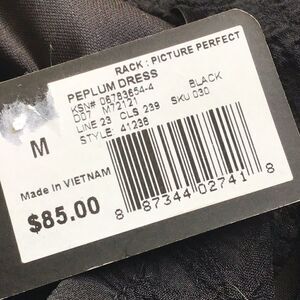 RACK: PICTURE PERFECT
PEPLUM DRESS
KSN# 08783654-4 BLACK
D07 M72121
LINE 23 CLS 239 SKU 030
STYLE: 41238
M
Made in VIETNAM
$85.00
8 87344 02741 8